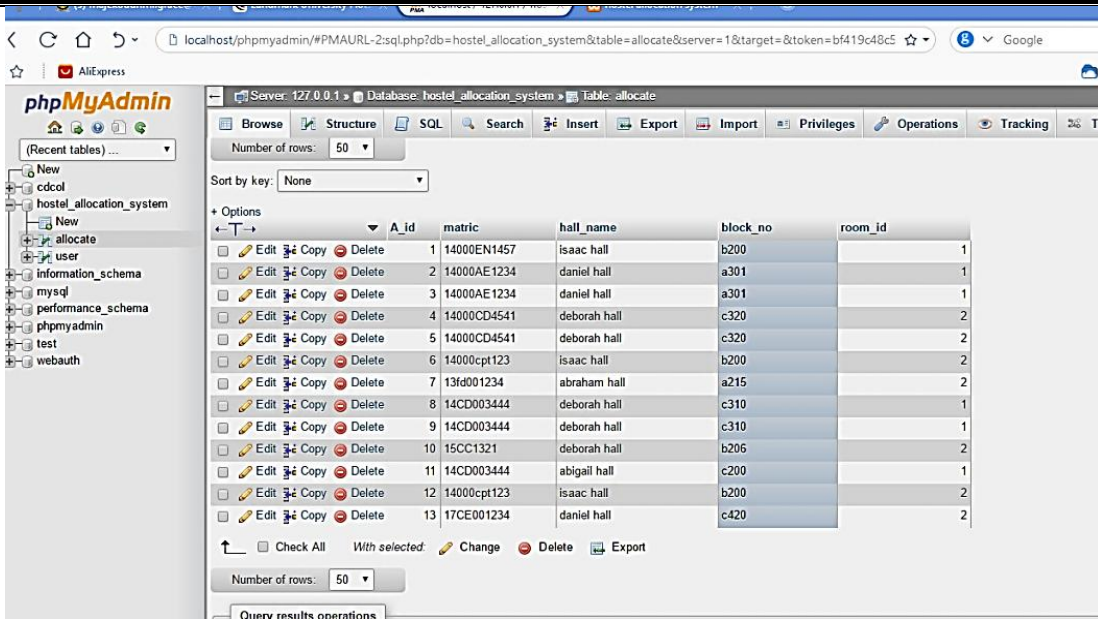 localhost/phpmyadmin/#PMAURL-2:sql.php?db=hostel_allocation_system&table=allocate&server=1&target=&token=bf419c48c5
Google
AliExpress
phpMyAdmin
(Recent tables) ...
New
cdcol
hostel_allocation_system
New
allocate
user
information_schema
mysql
performance_schema
phpmyadmin
test
webauth
Server: 127.0.0.1 » Database: hostel_allocation_system » Table: allocate
Browse Structure SQL Search Insert Export Import Privileges Operations Tracking T
Number of rows: 50
Sort by key: None
+ Options
←T→ A_id matric hall_name block_no room_id
Edit Copy Delete 1 14000EN1457 isaac hall b200 1
Edit Copy Delete 2 14000AE1234 daniel hall a301 1
Edit Copy Delete 3 14000AE1234 daniel hall a301 1
Edit Copy Delete 4 14000CD4541 deborah hall c320 2
Edit Copy Delete 5 14000CD4541 deborah hall c320 2
Edit Copy Delete 6 14000cpt123 isaac hall b200 2
Edit Copy Delete 7 13fd001234 abraham hall a215 2
Edit Copy Delete 8 14CD003444 deborah hall c310 1
Edit Copy Delete 9 14CD003444 deborah hall c310 1
Edit Copy Delete 10 15CC1321 deborah hall b206 2
Edit Copy Delete 11 14CD003444 abigail hall c200 1
Edit Copy Delete 12 14000cpt123 isaac hall b200 2
Edit Copy Delete 13 17CE001234 daniel hall c420 2
Check All With selected: Change Delete Export
Number of rows: 50
Query results operations